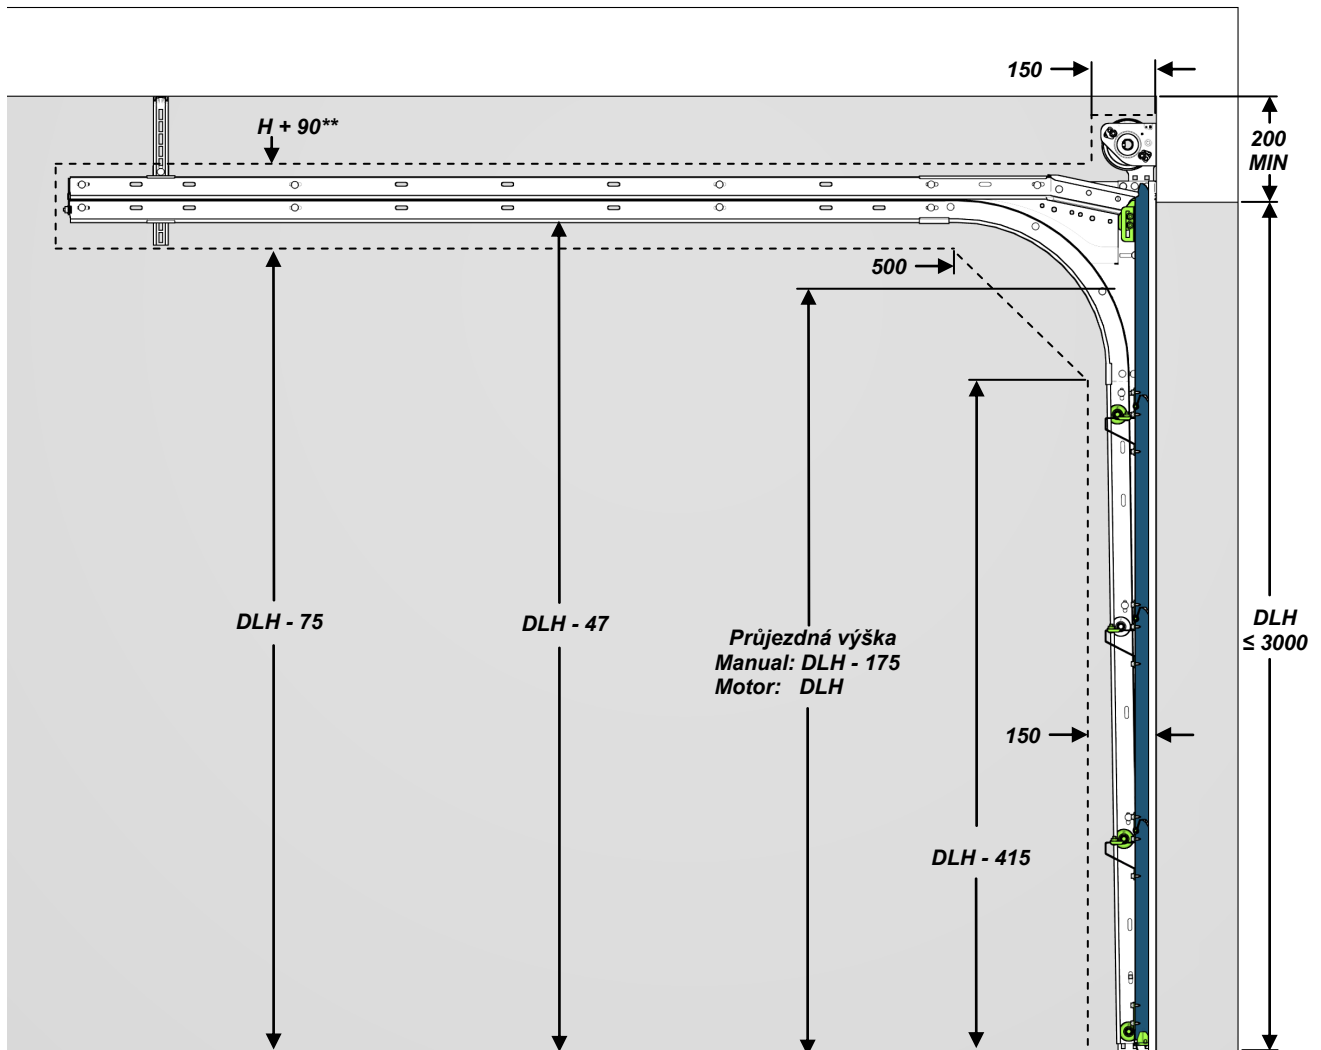 150
H + 90**
200
MIN
500
DLH - 75
DLH - 47
Průjezdná výška
Manual: DLH - 175
Motor: DLH
DLH
≤ 3000
150
DLH - 415